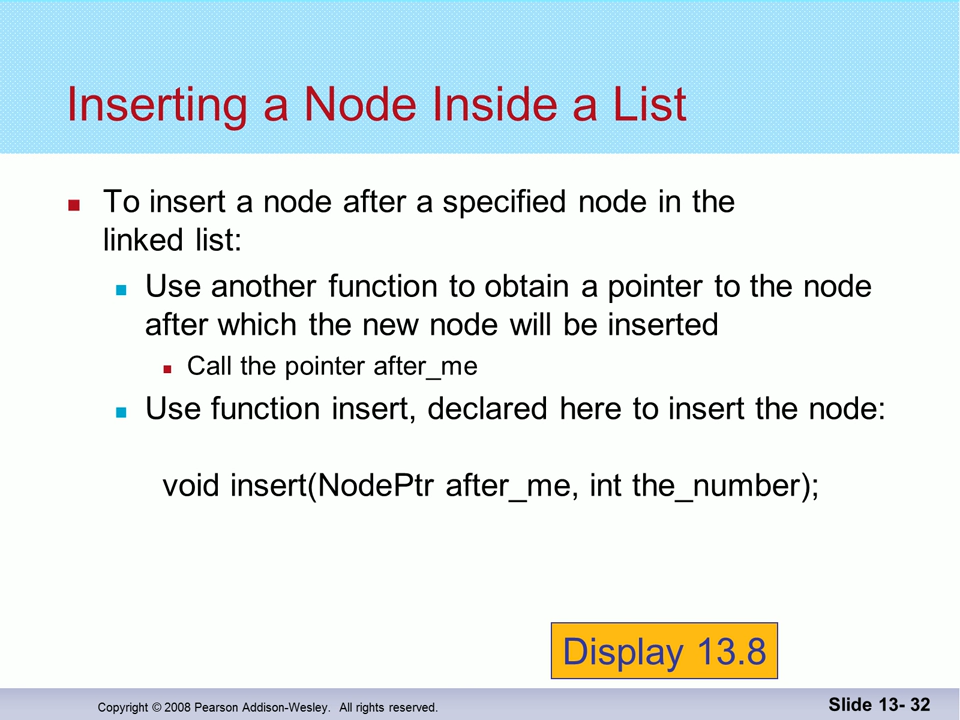 Inserting a Node Inside a List
To insert a node after a specified node in the
linked list:
Use another function to obtain a pointer to the node
after which the new node will be inserted
Call the pointer after_me
Use function insert, declared here to insert the node:
void insert(NodePtr after_me, int the_number);
Display 13.8
Copyright © 2008 Pearson Addison-Wesley. All rights reserved.
Slide 13- 32